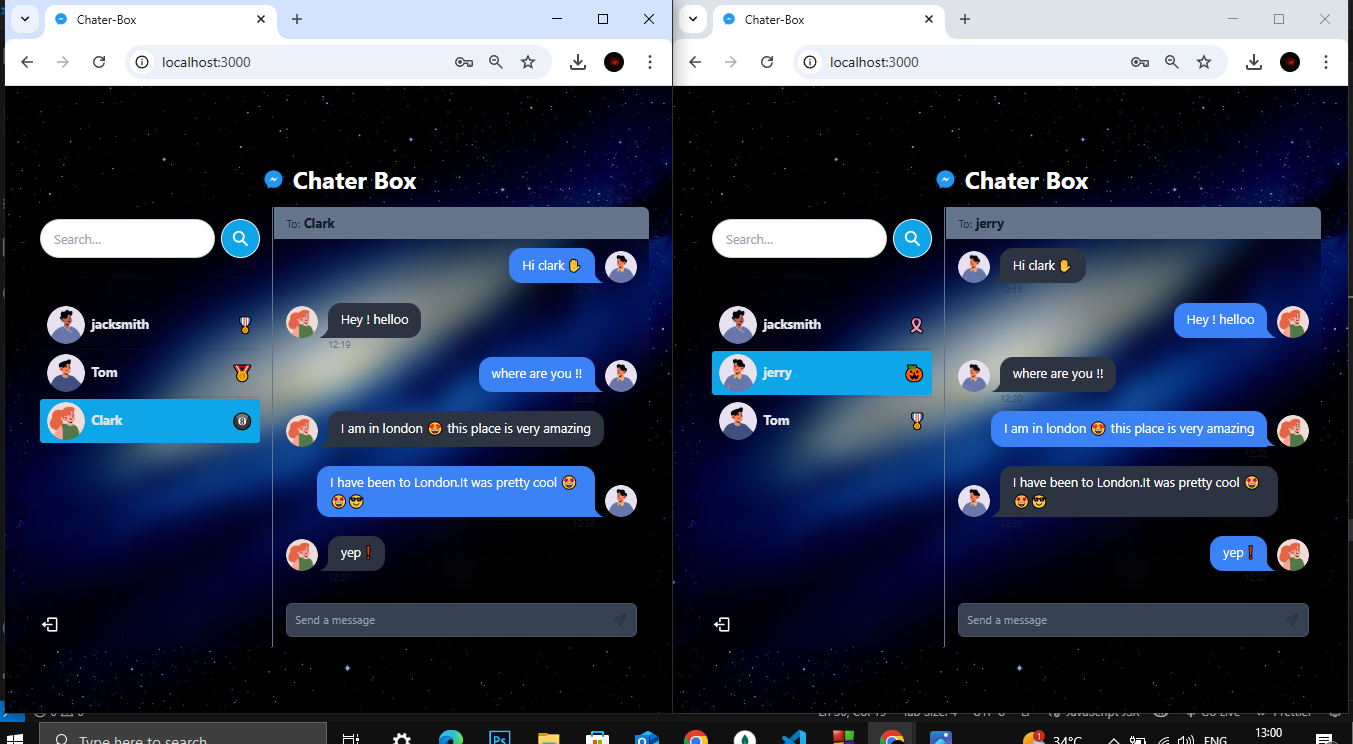 Chater-Box
localhost:3000
Chater Box
Search...
jacksmith
Tom
Clark
To: Clark
Hi clark ✋
Hey ! helloo
12:19
where are you !!
12:20
I am in london 🤩 this place is very amazing
I have been to London.It was pretty cool 🤩
🤩 😎
12:26
yep ❗
12:27
Send a message
Chater-Box
localhost:3000
Chater Box
Search...
jacksmith
jerry
Tom
To: jerry
Hi clark ✋
12:18
Hey ! helloo
where are you !!
12:20
I am in london 🤩 this place is very amazing
12:22
I have been to London.It was pretty cool 🤩
🤩 😎
12:26
yep ❗
12:27
Send a message
Type here to search
34°C
ENG
13:00